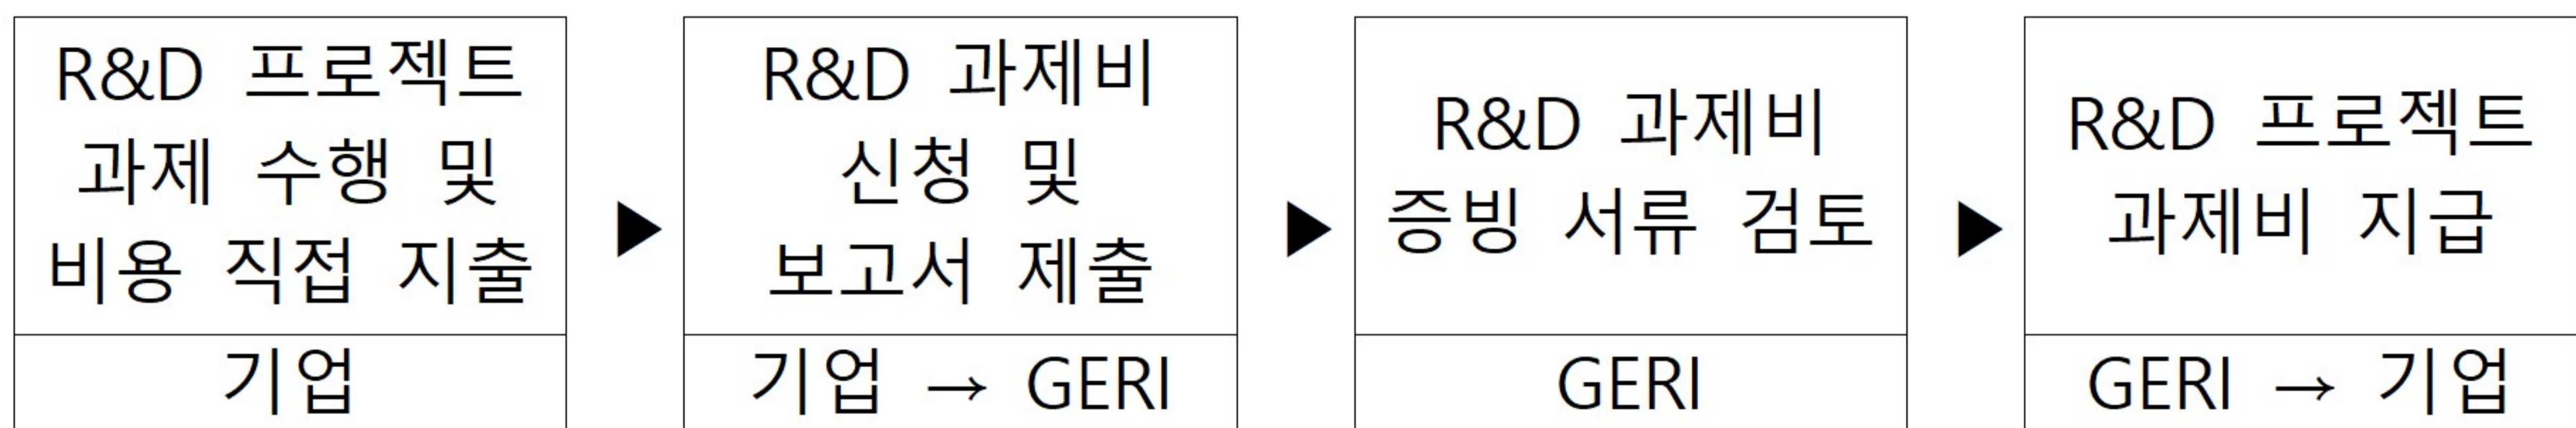 R&D 프로젝트
과제 수행 및
비용 직접 지출
기업
▶
R&D 과제비
신청 및
보고서 제출
기업 → GERI
▶
R&D 과제비
증빙 서류 검토
GERI
▶
R&D 프로젝트
과제비 지급
GERI → 기업